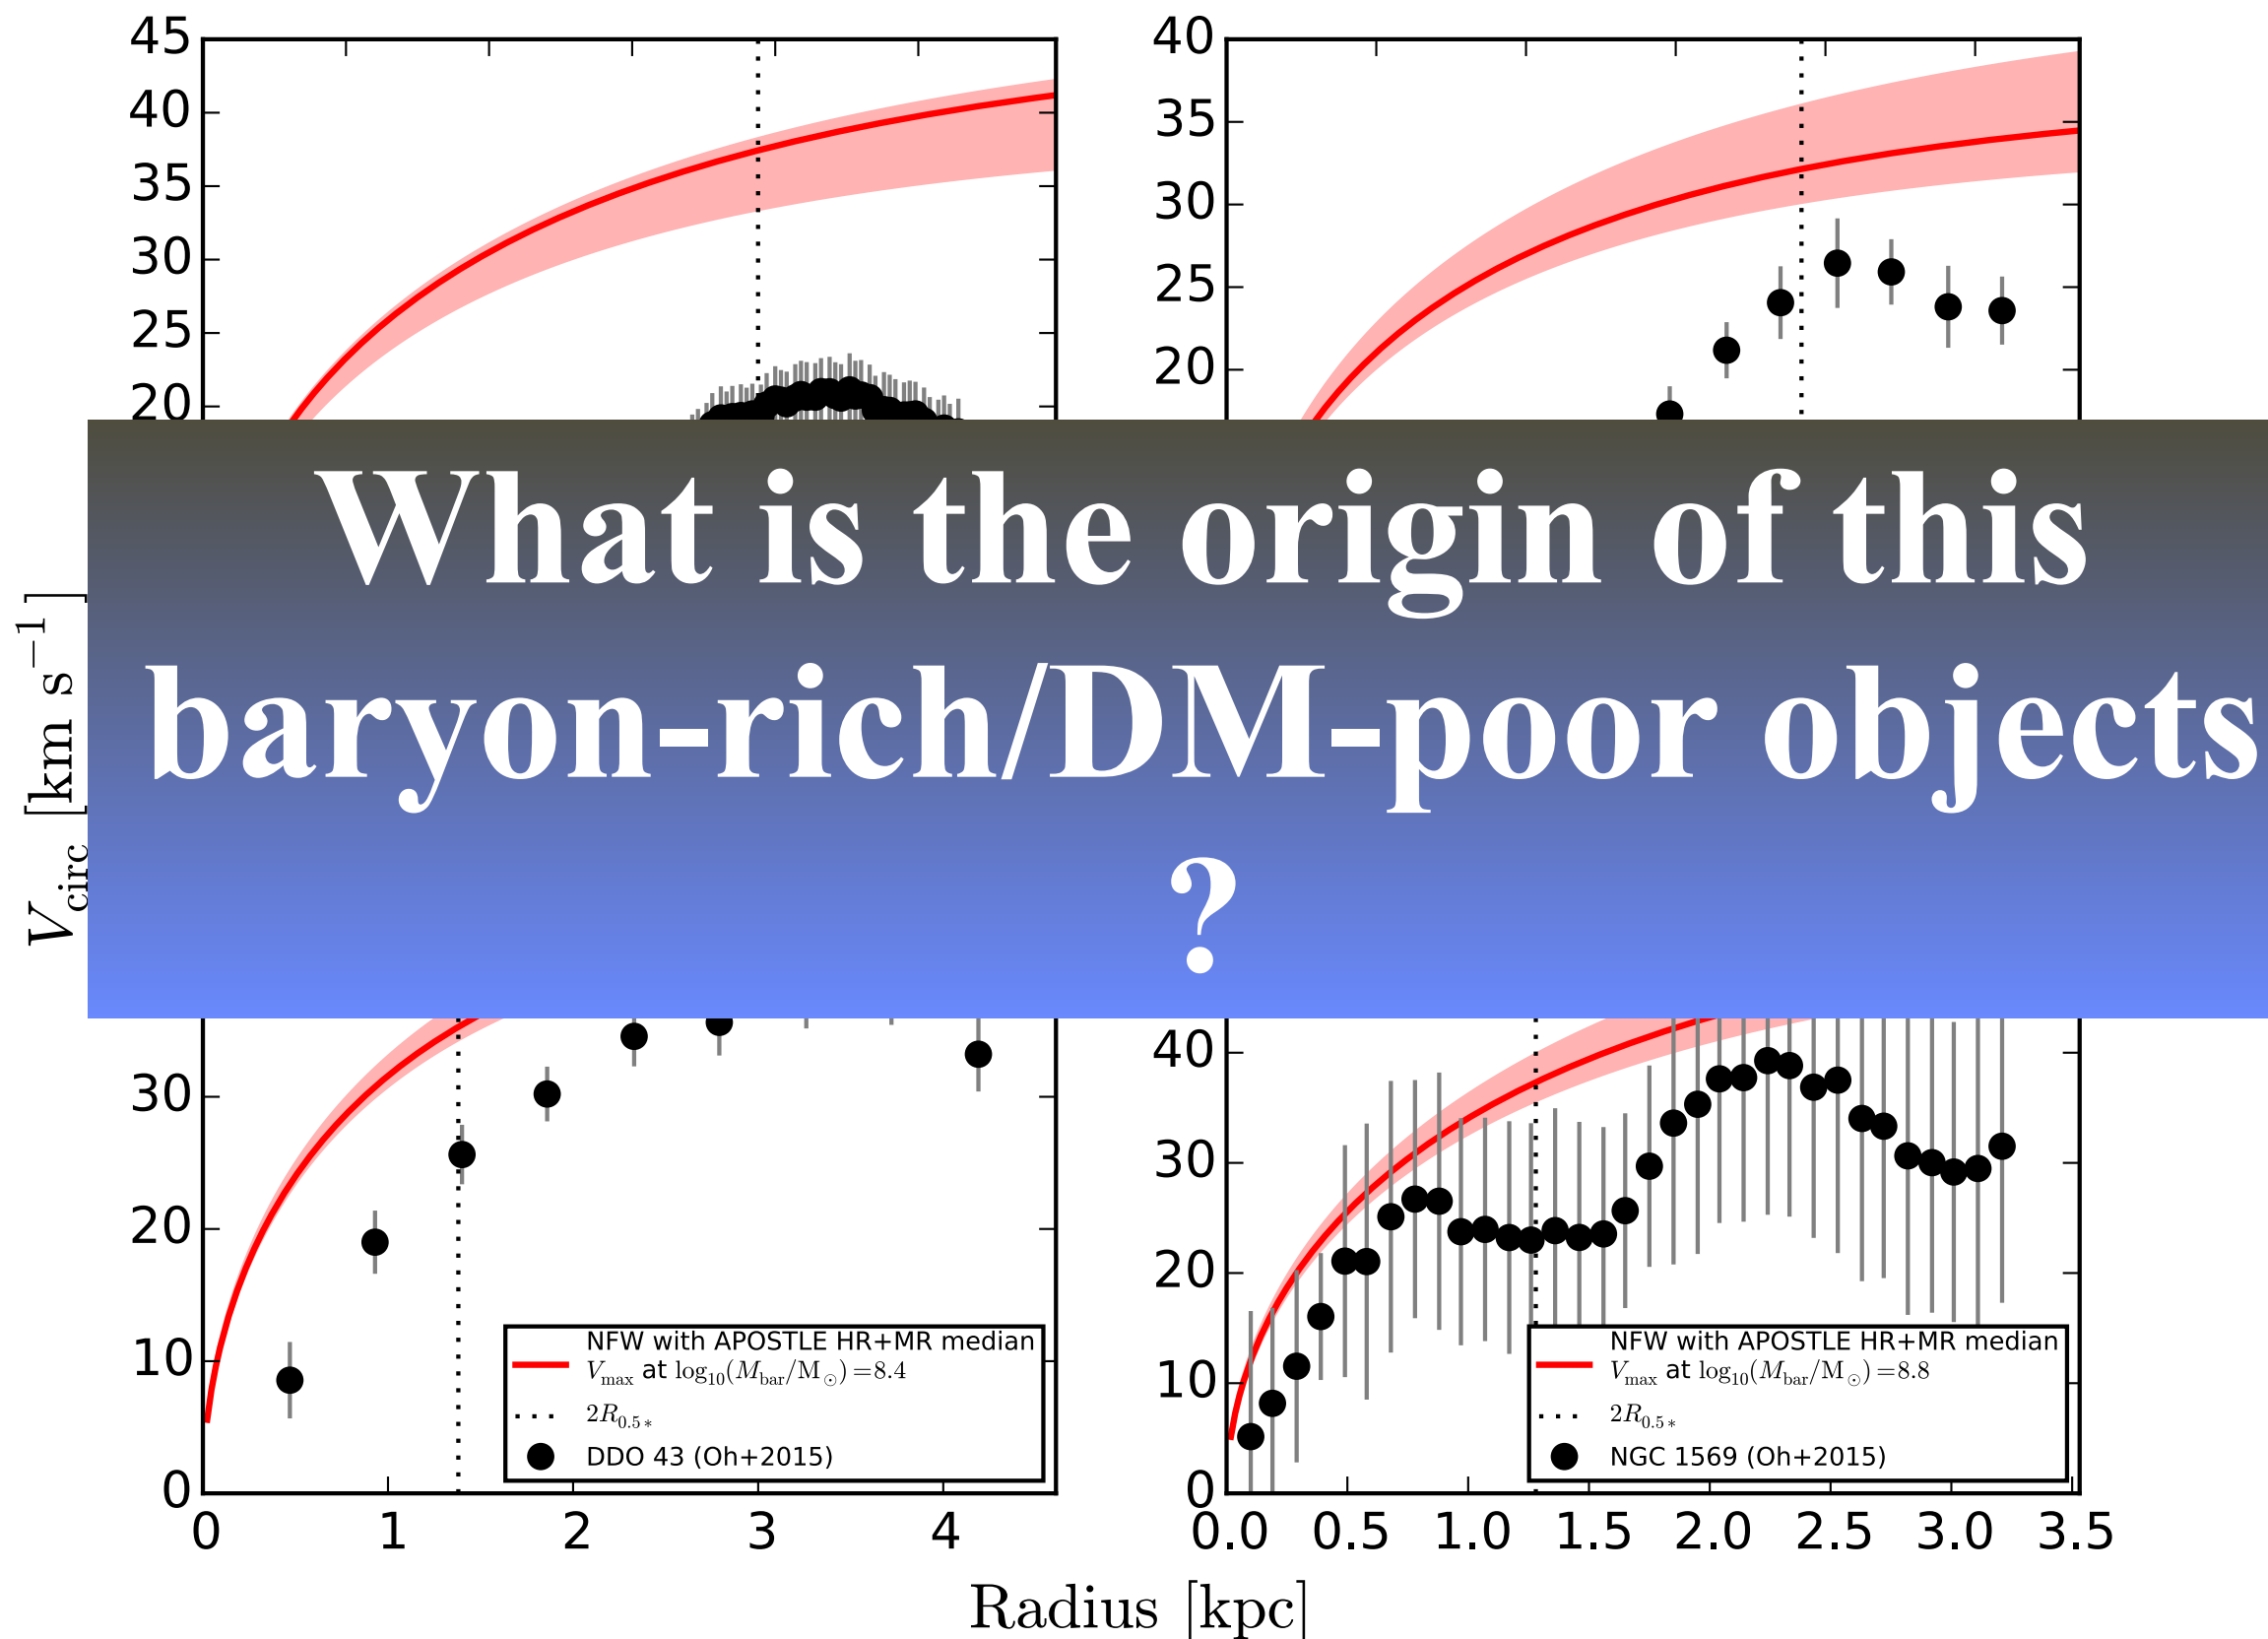 45
40
35
30
25
20
40
35
30
25
20
What is the origin of this
baryon-rich/DM-poor objects
?
V_circ [km s^−1]
30
20
10
0
NFW with APOSTLE HR+MR median
V_max at log_10(M_bar/M_⊙)=8.4
2R_0.5*
DDO 43 (Oh+2015)
0 1 2 3 4
40
30
20
10
0
NFW with APOSTLE HR+MR median
V_max at log_10(M_bar/M_⊙)=8.8
2R_0.5*
NGC 1569 (Oh+2015)
0.0 0.5 1.0 1.5 2.0 2.5 3.0 3.5
Radius [kpc]